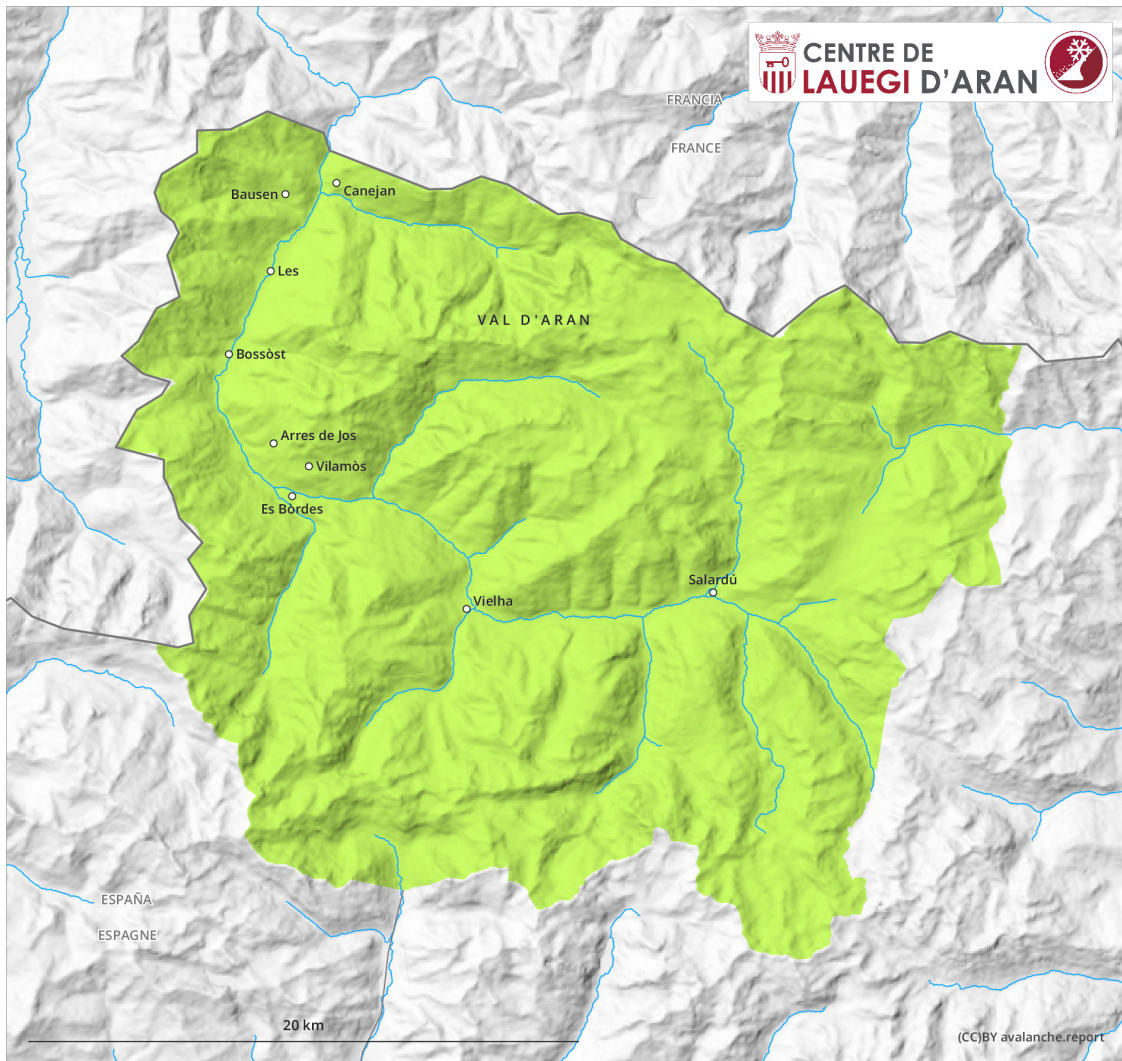 CENTRE DE
LAUEGI D'ARAN
FRANCIA
FRANCE
Bausen
Canejan
Les
VAL D'ARAN
Bossòst
Arres de Jos
Vilamòs
Es Bòrdes
Salardú
Vielha
ESPAÑA
ESPAGNE
20 km
(CC)BY avalanche.report